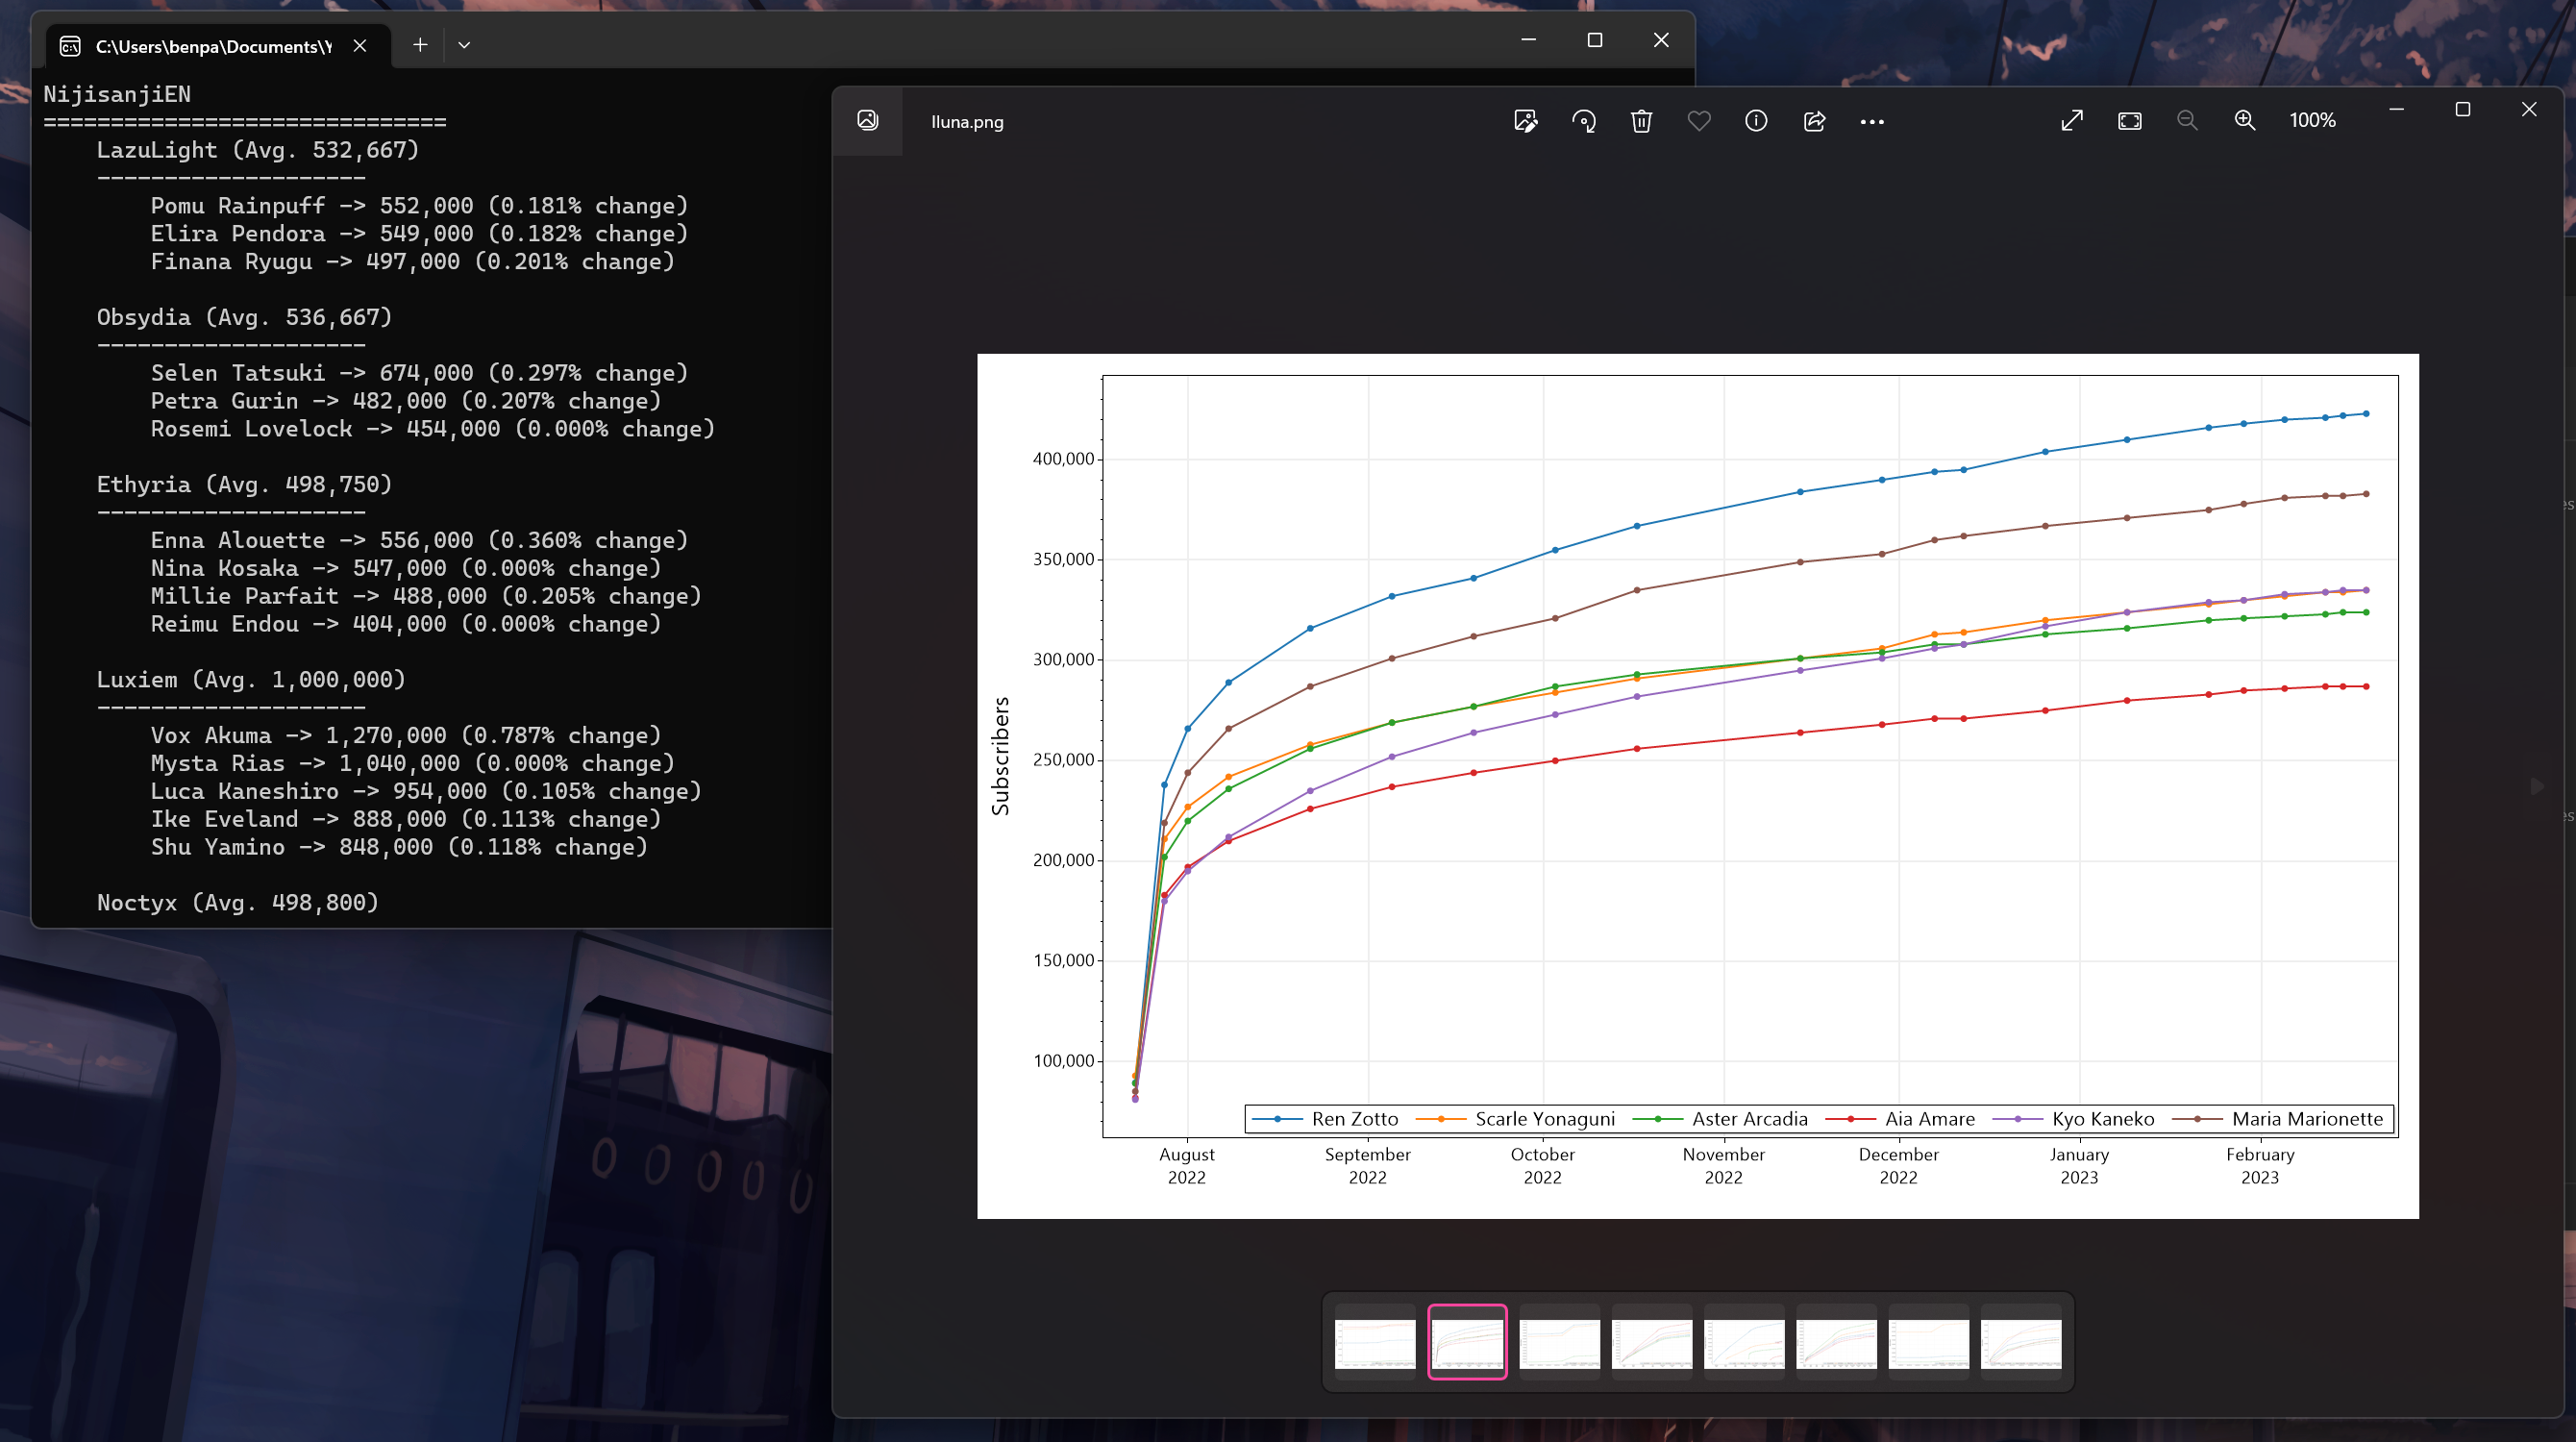 C:\Users\benpa\Documents\Y
NijisanjiEN
==============================
LazuLight (Avg. 532,667)
--------------------
Pomu Rainpuff -> 552,000 (0.181% change)
Elira Pendora -> 549,000 (0.182% change)
Finana Ryugu -> 497,000 (0.201% change)
Obsydia (Avg. 536,667)
--------------------
Selen Tatsuki -> 674,000 (0.297% change)
Petra Gurin -> 482,000 (0.207% change)
Rosemi Lovelock -> 454,000 (0.000% change)
Ethyria (Avg. 498,750)
--------------------
Enna Alouette -> 556,000 (0.360% change)
Nina Kosaka -> 547,000 (0.000% change)
Millie Parfait -> 488,000 (0.205% change)
Reimu Endou -> 404,000 (0.000% change)
Luxiem (Avg. 1,000,000)
--------------------
Vox Akuma -> 1,270,000 (0.787% change)
Mysta Rias -> 1,040,000 (0.000% change)
Luca Kaneshiro -> 954,000 (0.105% change)
Ike Eveland -> 888,000 (0.113% change)
Shu Yamino -> 848,000 (0.118% change)
Noctyx (Avg. 498,800)
Iluna.png
100%
Subscribers
400,000
350,000
300,000
250,000
200,000
150,000
100,000
Ren Zotto Scarle Yonaguni Aster Arcadia Aia Amare Kyo Kaneko Maria Marionette
August September October November December January February
2022 2022 2022 2022 2022 2023 2023